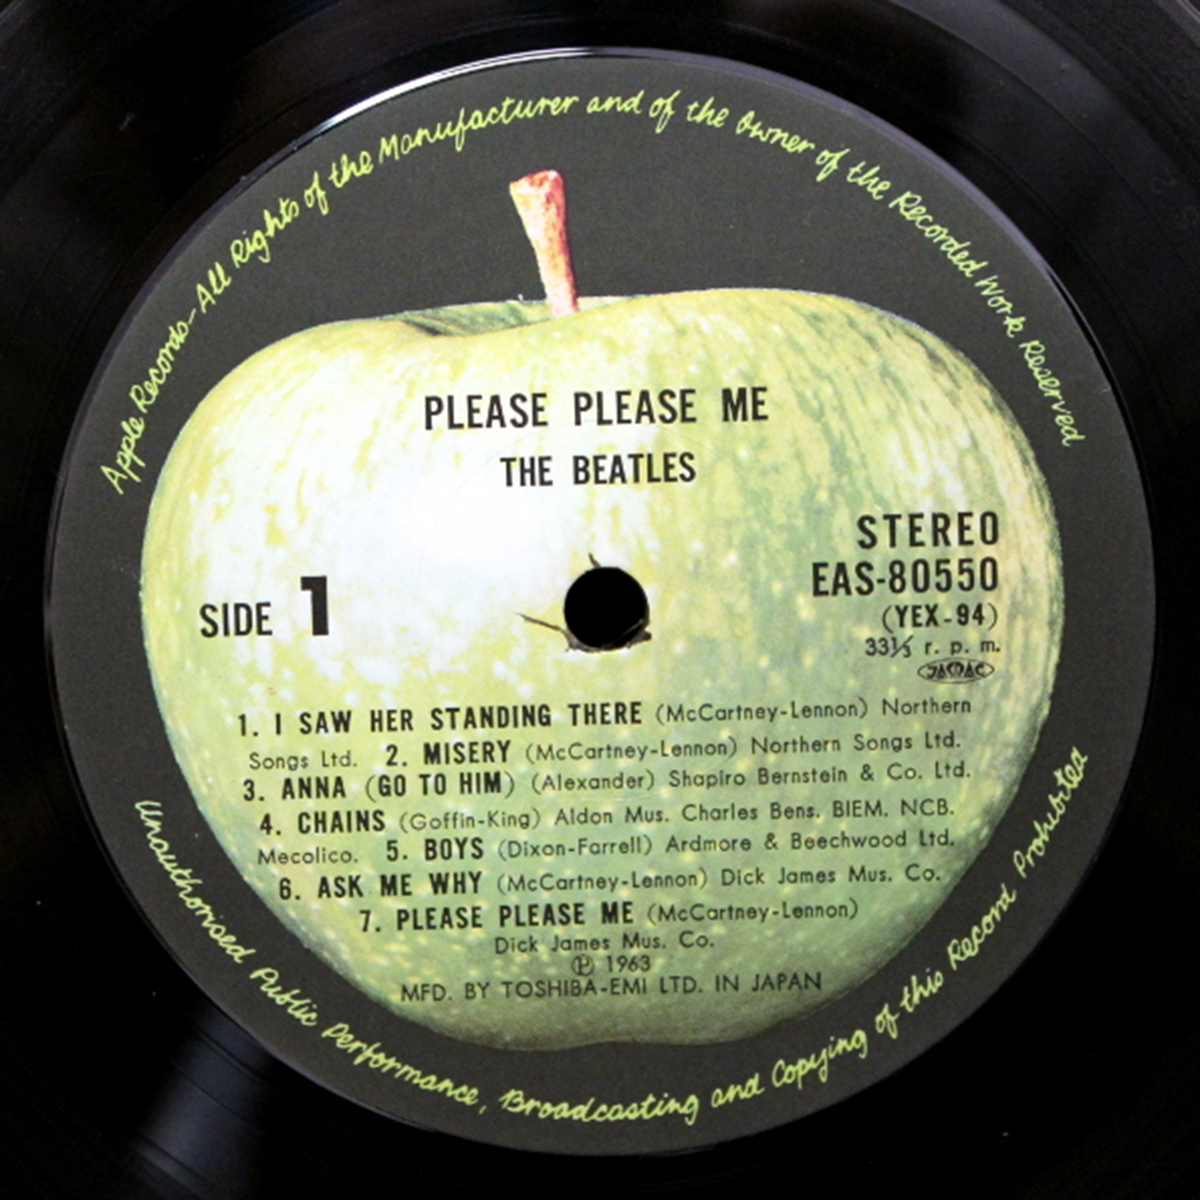 Apple Records-All Rights of the Manufacturer and of the Owner of the Recorded Work Reserved
PLEASE PLEASE ME
THE BEATLES
STEREO
EAS-80550
(YEX-94)
33⅓ r. p. m.
JASRAC
SIDE 1
1. I SAW HER STANDING THERE (McCartney-Lennon) Northern
Songs Ltd. 2. MISERY (McCartney-Lennon) Northern Songs Ltd.
3. ANNA (GO TO HIM) (Alexander) Shapiro Bernstein & Co. Ltd.
4. CHAINS (Goffin-King) Aldon Mus. Charles Bens. BIEM. NCB.
Mecolico. 5. BOYS (Dixon-Farrell) Ardmore & Beechwood Ltd.
6. ASK ME WHY (McCartney-Lennon) Dick James Mus. Co.
7. PLEASE PLEASE ME (McCartney-Lennon)
Dick James Mus. Co.
℗ 1963
MFD. BY TOSHIBA-EMI LTD. IN JAPAN
Unauthorised Public Performance, Broadcasting and Copying of this Record Prohibited